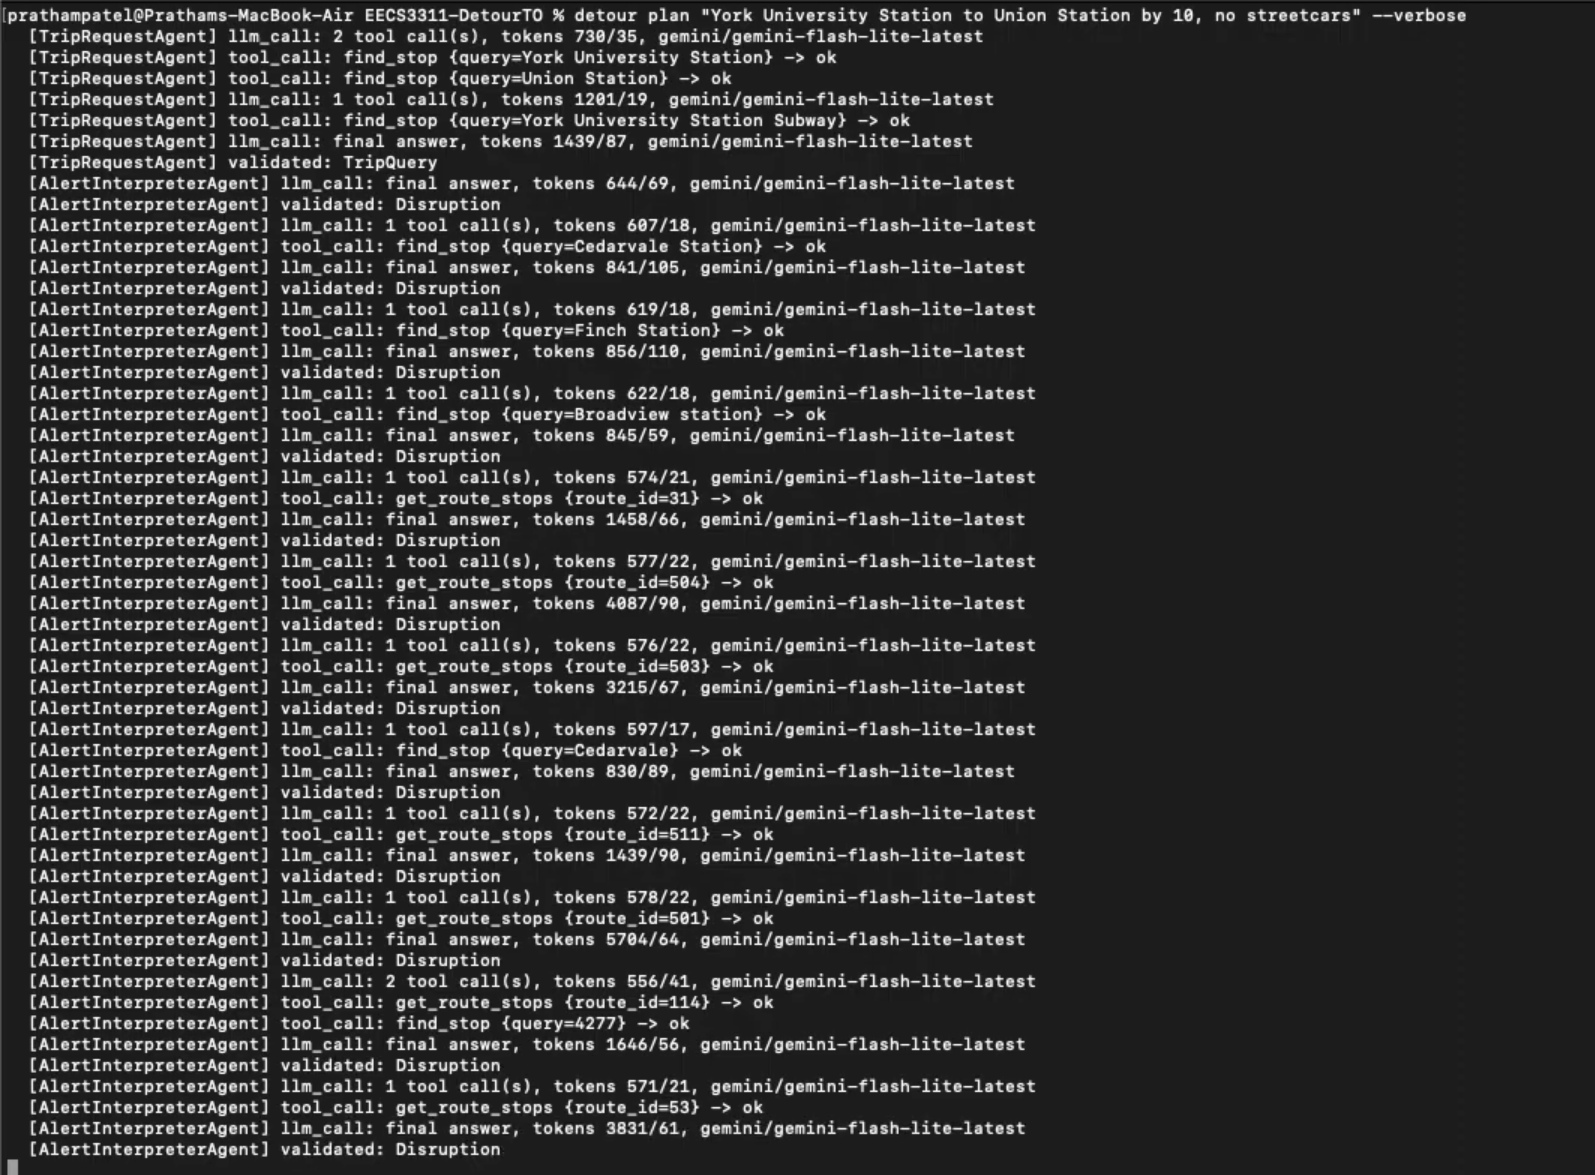 [prathampatel@Prathams-MacBook-Air EECS3311-DetourTO % detour plan "York University Station to Union Station by 10, no streetcars" --verbose
[TripRequestAgent] llm_call: 2 tool call(s), tokens 730/35, gemini/gemini-flash-lite-latest
[TripRequestAgent] tool_call: find_stop {query=York University Station} -> ok
[TripRequestAgent] tool_call: find_stop {query=Union Station} -> ok
[TripRequestAgent] llm_call: 1 tool call(s), tokens 1201/19, gemini/gemini-flash-lite-latest
[TripRequestAgent] tool_call: find_stop {query=York University Station Subway} -> ok
[TripRequestAgent] llm_call: final answer, tokens 1439/87, gemini/gemini-flash-lite-latest
[TripRequestAgent] validated: TripQuery
[AlertInterpreterAgent] llm_call: final answer, tokens 644/69, gemini/gemini-flash-lite-latest
[AlertInterpreterAgent] validated: Disruption
[AlertInterpreterAgent] llm_call: 1 tool call(s), tokens 607/18, gemini/gemini-flash-lite-latest
[AlertInterpreterAgent] tool_call: find_stop {query=Cedarvale Station} -> ok
[AlertInterpreterAgent] llm_call: final answer, tokens 841/105, gemini/gemini-flash-lite-latest
[AlertInterpreterAgent] validated: Disruption
[AlertInterpreterAgent] llm_call: 1 tool call(s), tokens 619/18, gemini/gemini-flash-lite-latest
[AlertInterpreterAgent] tool_call: find_stop {query=Finch Station} -> ok
[AlertInterpreterAgent] llm_call: final answer, tokens 856/110, gemini/gemini-flash-lite-latest
[AlertInterpreterAgent] validated: Disruption
[AlertInterpreterAgent] llm_call: 1 tool call(s), tokens 622/18, gemini/gemini-flash-lite-latest
[AlertInterpreterAgent] tool_call: find_stop {query=Broadview station} -> ok
[AlertInterpreterAgent] llm_call: final answer, tokens 845/59, gemini/gemini-flash-lite-latest
[AlertInterpreterAgent] validated: Disruption
[AlertInterpreterAgent] llm_call: 1 tool call(s), tokens 574/21, gemini/gemini-flash-lite-latest
[AlertInterpreterAgent] tool_call: get_route_stops {route_id=31} -> ok
[AlertInterpreterAgent] llm_call: final answer, tokens 1458/66, gemini/gemini-flash-lite-latest
[AlertInterpreterAgent] validated: Disruption
[AlertInterpreterAgent] llm_call: 1 tool call(s), tokens 577/22, gemini/gemini-flash-lite-latest
[AlertInterpreterAgent] tool_call: get_route_stops {route_id=504} -> ok
[AlertInterpreterAgent] llm_call: final answer, tokens 4087/90, gemini/gemini-flash-lite-latest
[AlertInterpreterAgent] validated: Disruption
[AlertInterpreterAgent] llm_call: 1 tool call(s), tokens 576/22, gemini/gemini-flash-lite-latest
[AlertInterpreterAgent] tool_call: get_route_stops {route_id=503} -> ok
[AlertInterpreterAgent] llm_call: final answer, tokens 3215/67, gemini/gemini-flash-lite-latest
[AlertInterpreterAgent] validated: Disruption
[AlertInterpreterAgent] llm_call: 1 tool call(s), tokens 597/17, gemini/gemini-flash-lite-latest
[AlertInterpreterAgent] tool_call: find_stop {query=Cedarvale} -> ok
[AlertInterpreterAgent] llm_call: final answer, tokens 830/89, gemini/gemini-flash-lite-latest
[AlertInterpreterAgent] validated: Disruption
[AlertInterpreterAgent] llm_call: 1 tool call(s), tokens 572/22, gemini/gemini-flash-lite-latest
[AlertInterpreterAgent] tool_call: get_route_stops {route_id=511} -> ok
[AlertInterpreterAgent] llm_call: final answer, tokens 1439/90, gemini/gemini-flash-lite-latest
[AlertInterpreterAgent] validated: Disruption
[AlertInterpreterAgent] llm_call: 1 tool call(s), tokens 578/22, gemini/gemini-flash-lite-latest
[AlertInterpreterAgent] tool_call: get_route_stops {route_id=501} -> ok
[AlertInterpreterAgent] llm_call: final answer, tokens 5704/64, gemini/gemini-flash-lite-latest
[AlertInterpreterAgent] validated: Disruption
[AlertInterpreterAgent] llm_call: 2 tool call(s), tokens 556/41, gemini/gemini-flash-lite-latest
[AlertInterpreterAgent] tool_call: get_route_stops {route_id=114} -> ok
[AlertInterpreterAgent] tool_call: find_stop {query=4277} -> ok
[AlertInterpreterAgent] llm_call: final answer, tokens 1646/56, gemini/gemini-flash-lite-latest
[AlertInterpreterAgent] validated: Disruption
[AlertInterpreterAgent] llm_call: 1 tool call(s), tokens 571/21, gemini/gemini-flash-lite-latest
[AlertInterpreterAgent] tool_call: get_route_stops {route_id=53} -> ok
[AlertInterpreterAgent] llm_call: final answer, tokens 3831/61, gemini/gemini-flash-lite-latest
[AlertInterpreterAgent] validated: Disruption